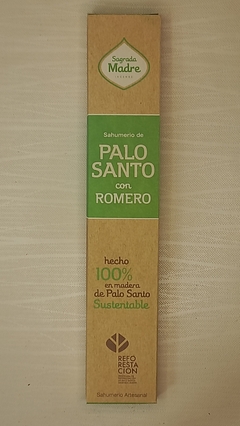 Sagrada
Madre
Sahumerio de
PALO
SANTO
con
ROMERO
hecho
100%
en madera
de Palo Santo
Sustentable
REFO
RESTA
CION
Sahumerio Artesanal